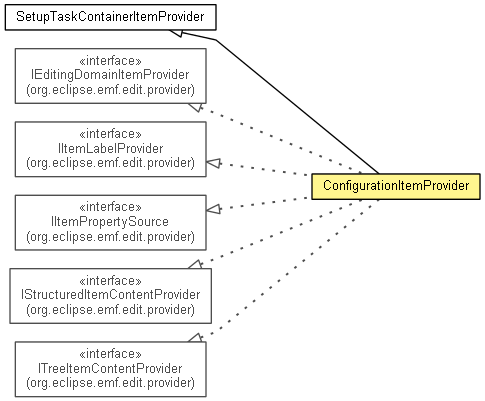 SetupTaskContainerItemProvider
«interface»
IEditingDomainItemProvider
(org.eclipse.emf.edit.provider)
«interface»
IItemLabelProvider
(org.eclipse.emf.edit.provider)
ConfigurationItemProvider
«interface»
IItemPropertySource
(org.eclipse.emf.edit.provider)
«interface»
IStructuredItemContentProvider
(org.eclipse.emf.edit.provider)
«interface»
ITreeItemContentProvider
(org.eclipse.emf.edit.provider)